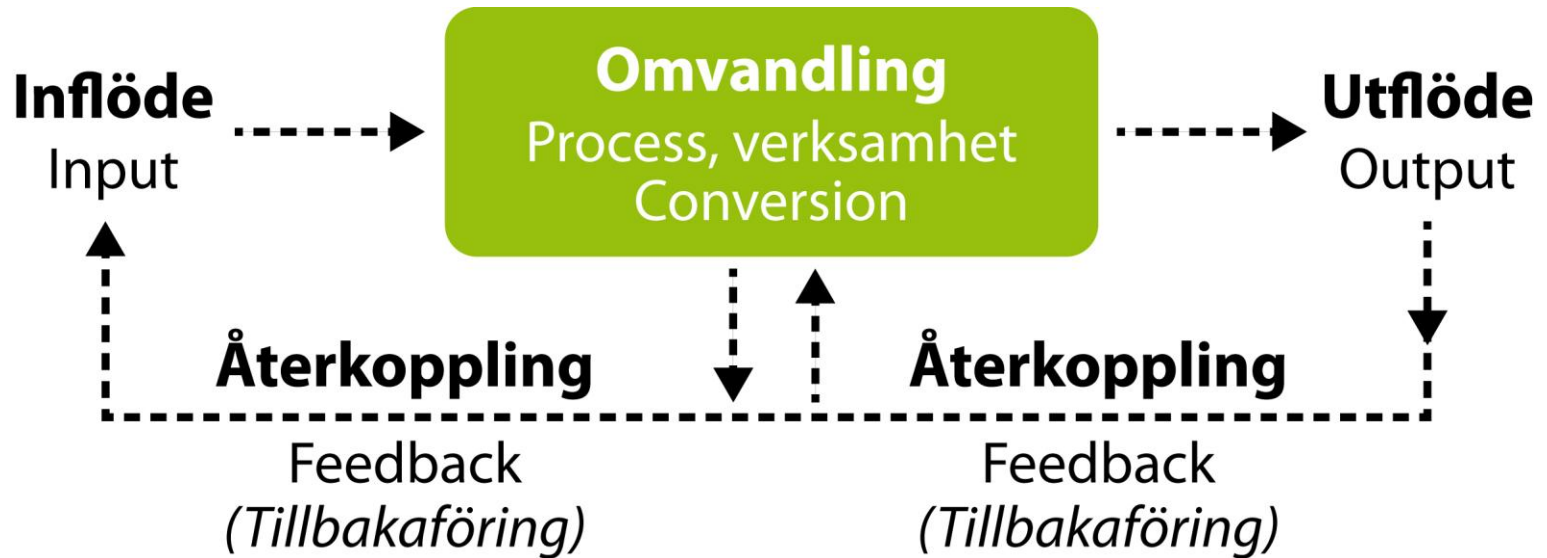 Inflöde
Input
Omvandling
Process, verksamhet
Conversion
Utflöde
Output
Återkoppling
Feedback
(Tillbakaföring)
Återkoppling
Feedback
(Tillbakaföring)